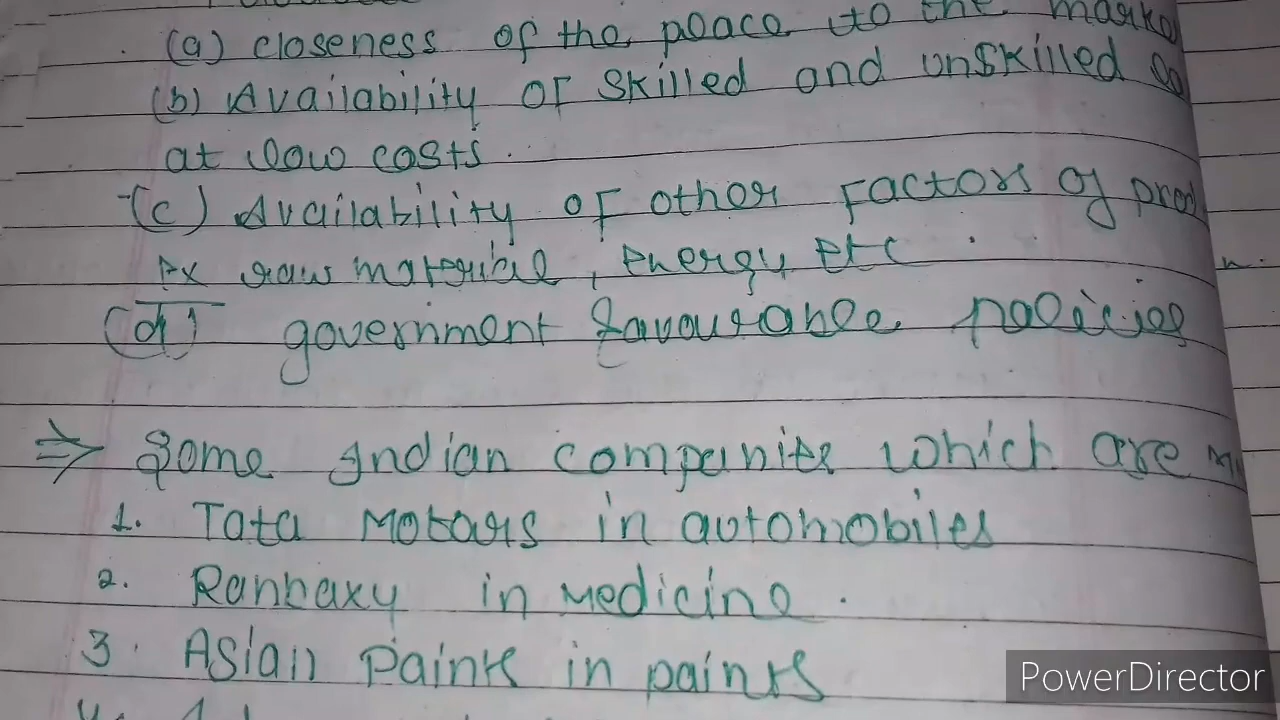 (a) closeness of the place to the marke
(b) Availability of skilled and unskilled
at low costs.
(c) Availability of other Factors of prod
Ex raw material, energy, etc.
(d) government favourable policies
⇒ Some Indian companies which are
1. Tata Motors in automobiles
2. Ranbaxy in medicine.
3. Asian Paints in paints
PowerDirector